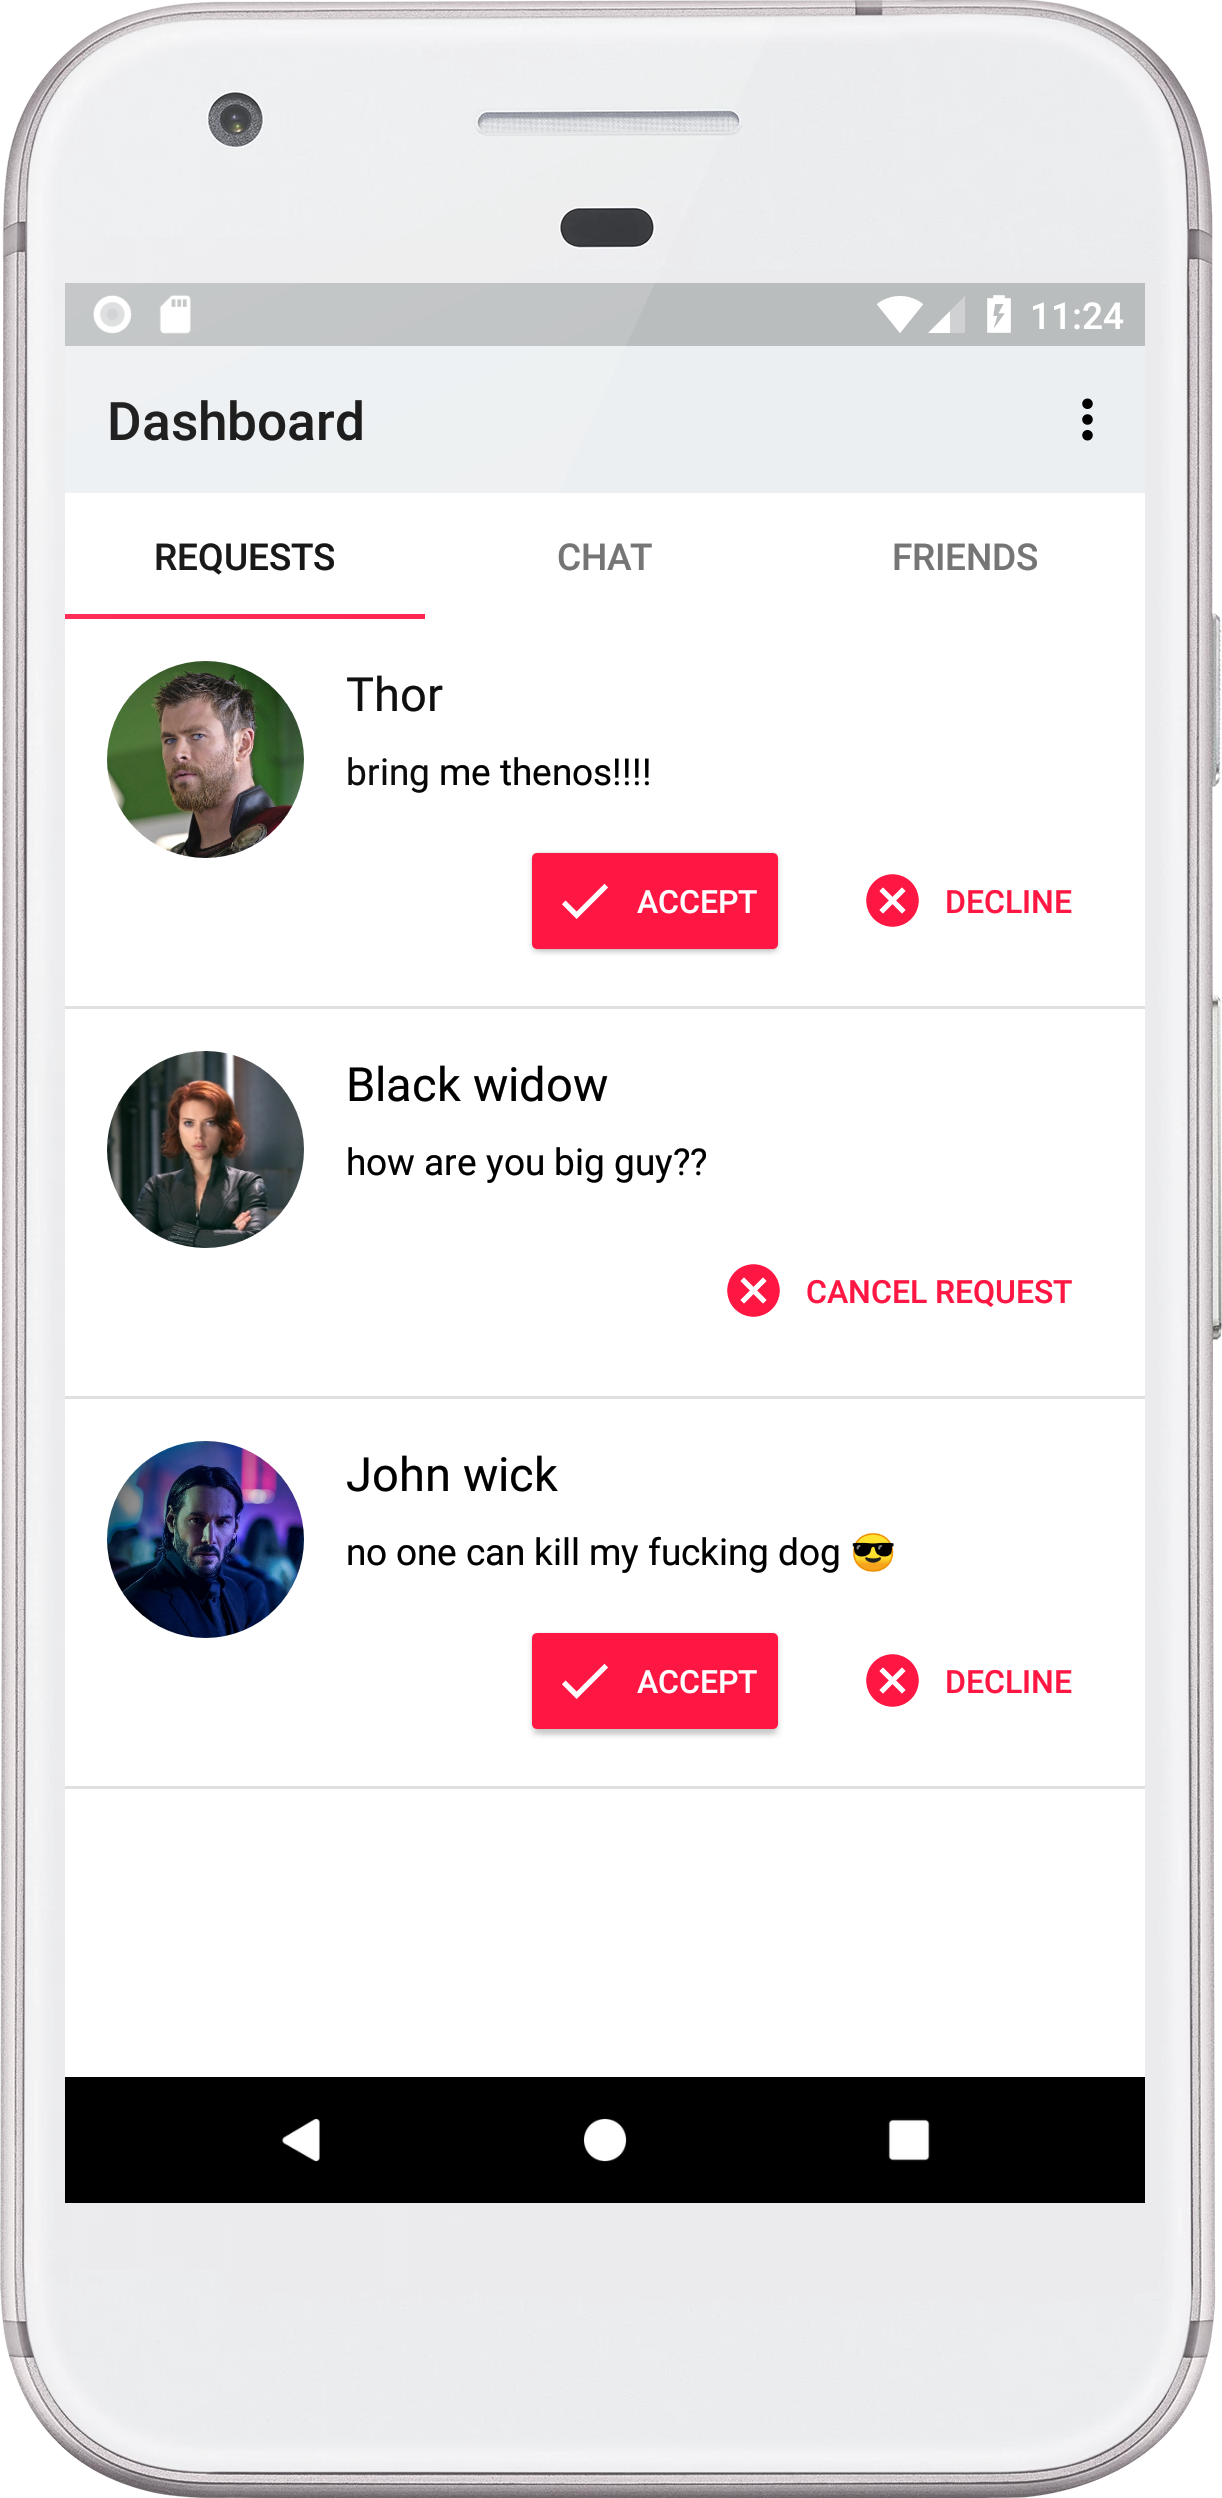 11:24
Dashboard
REQUESTS CHAT FRIENDS
Thor
bring me thenos!!!!
ACCEPT DECLINE
Black widow
how are you big guy??
CANCEL REQUEST
John wick
no one can kill my fucking dog 😎
ACCEPT DECLINE